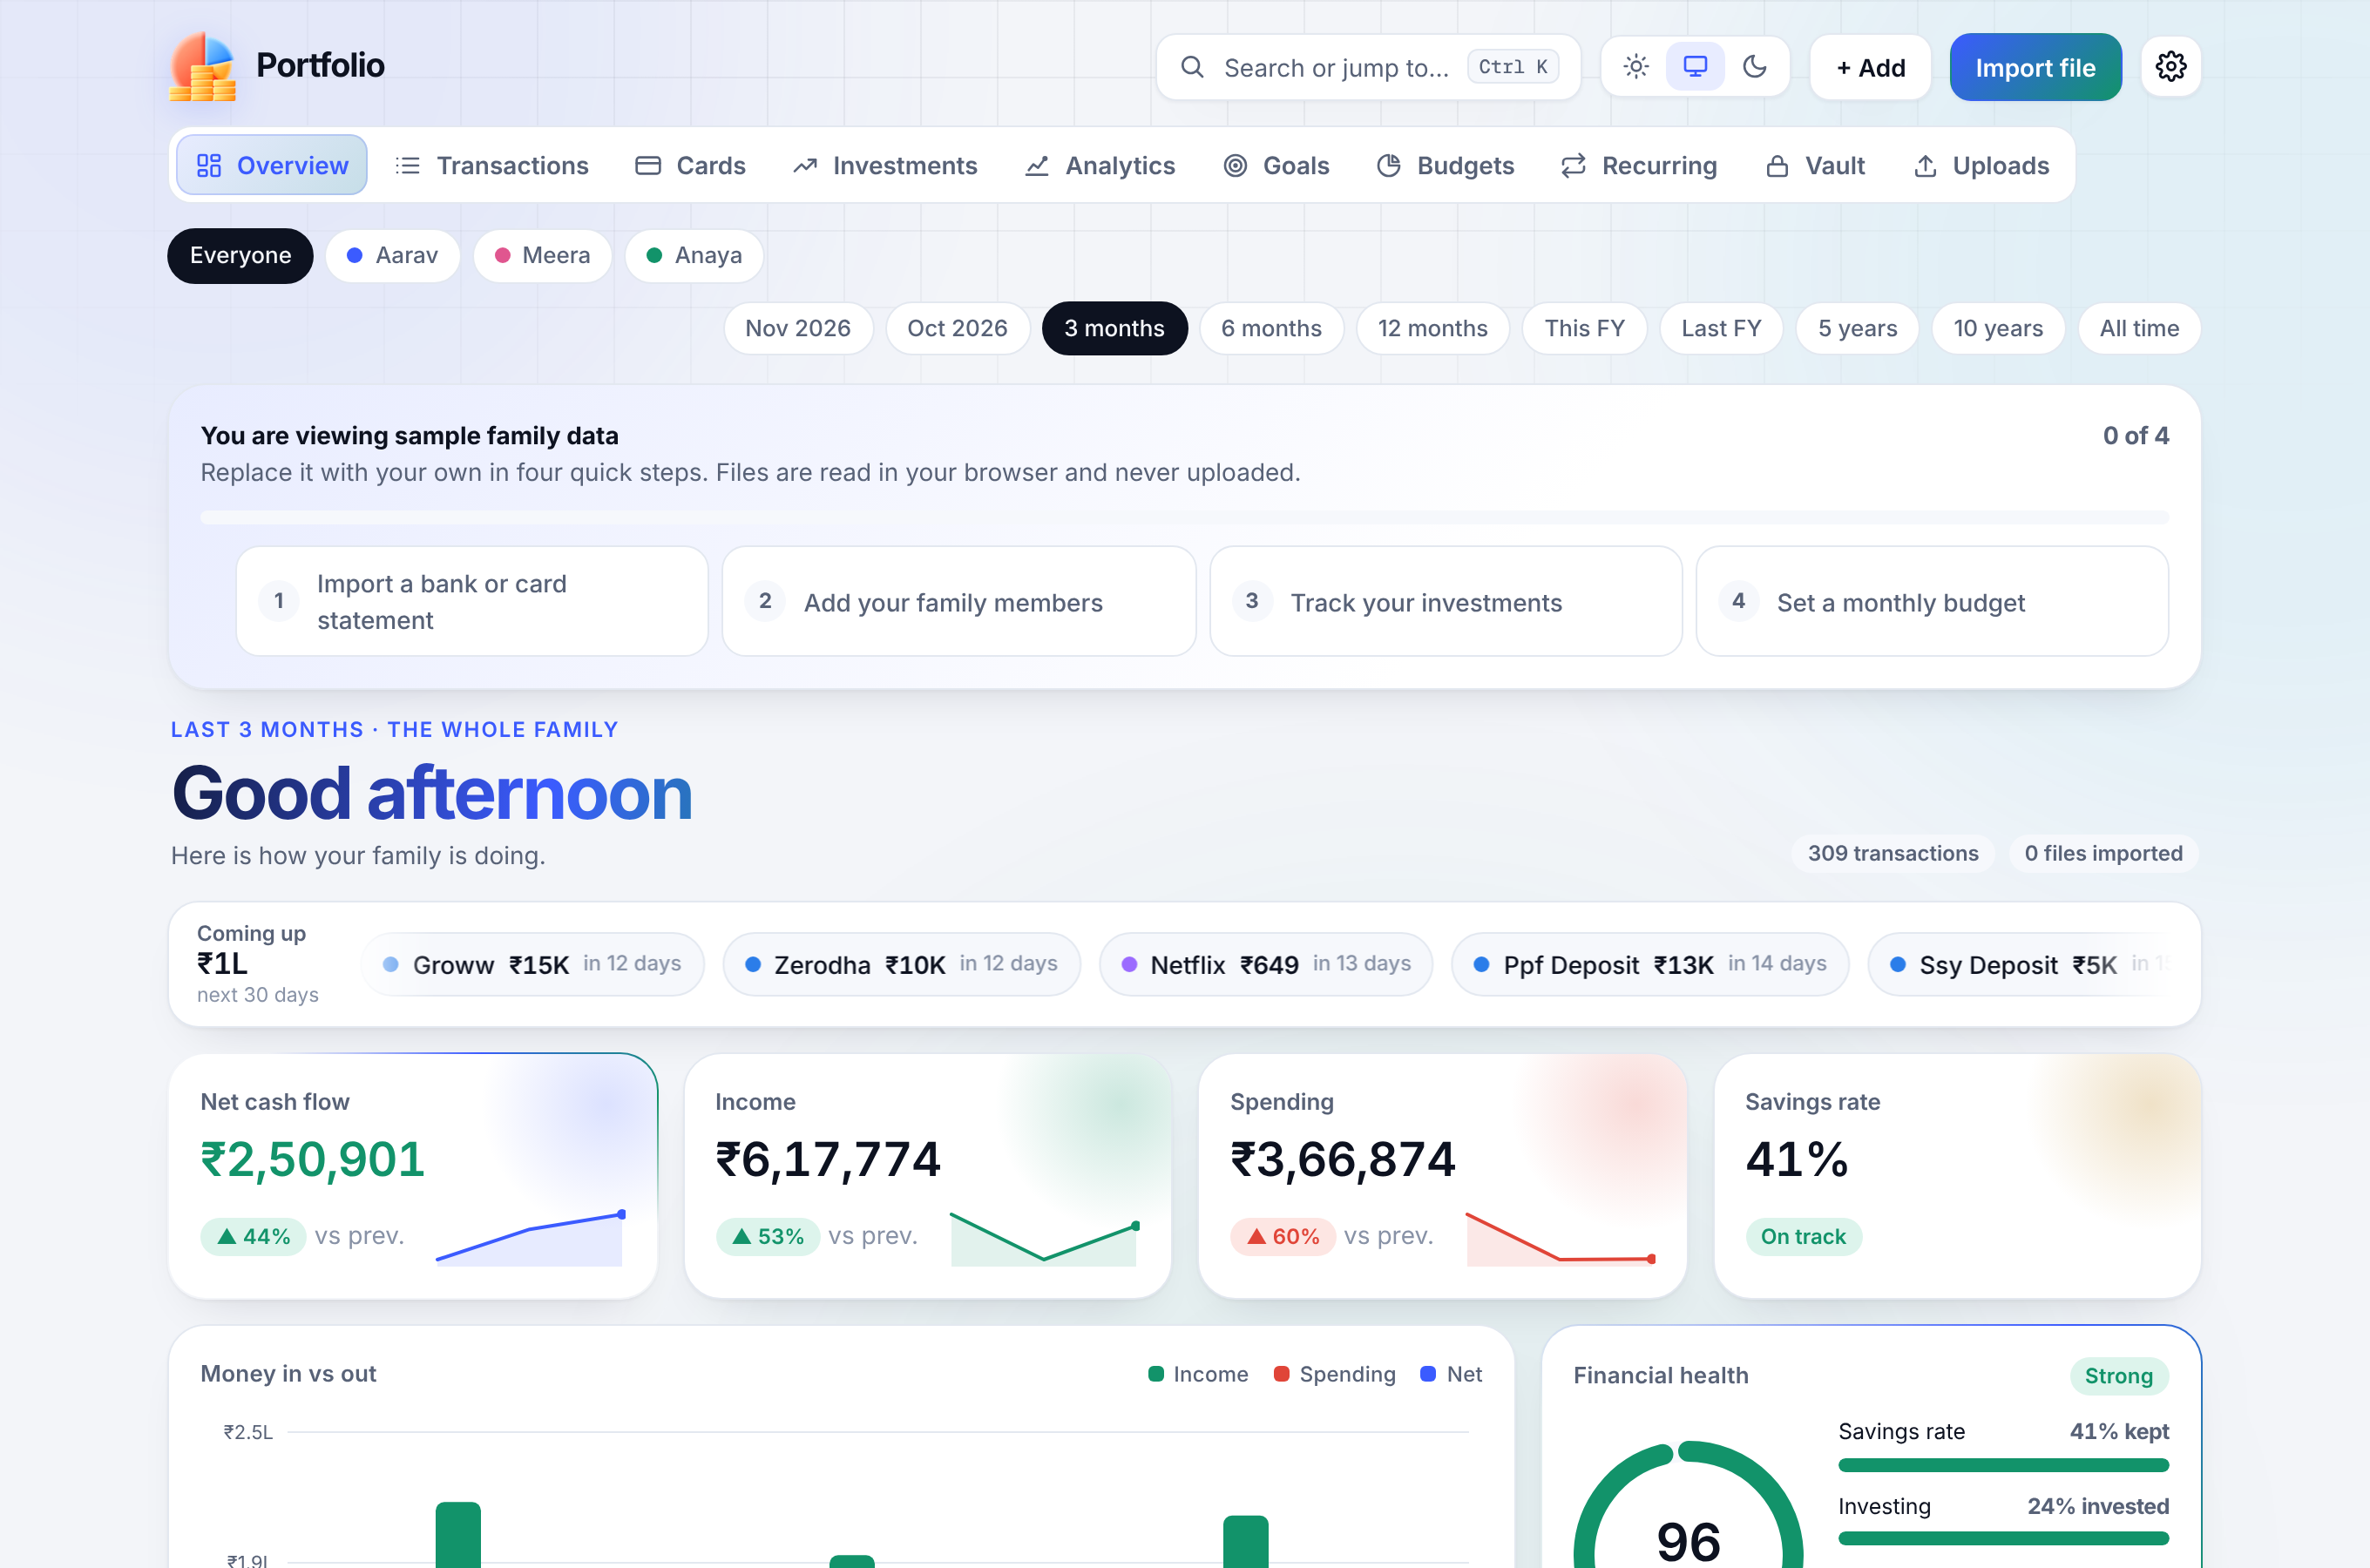 Portfolio
Search or jump to... Ctrl K
+ Add
Import file
Overview Transactions Cards Investments Analytics Goals Budgets Recurring Vault Uploads
Everyone Aarav Meera Anaya
Nov 2026 Oct 2026 3 months 6 months 12 months This FY Last FY 5 years 10 years All time
You are viewing sample family data
0 of 4
Replace it with your own in four quick steps. Files are read in your browser and never uploaded.
1 Import a bank or card
statement
2 Add your family members
3 Track your investments
4 Set a monthly budget
LAST 3 MONTHS · THE WHOLE FAMILY
Good afternoon
Here is how your family is doing.
309 transactions 0 files imported
Coming up
₹1L
next 30 days
Groww ₹15K in 12 days
Zerodha ₹10K in 12 days
Netflix ₹649 in 13 days
Ppf Deposit ₹13K in 14 days
Ssy Deposit ₹5K in
Net cash flow
₹2,50,901
▲ 44% vs prev.
Income
₹6,17,774
▲ 53% vs prev.
Spending
₹3,66,874
▲ 60% vs prev.
Savings rate
41%
On track
Money in vs out
Income Spending Net
₹2.5L
₹1.9L
Financial health
Strong
96
Savings rate 41% kept
Investing 24% invested